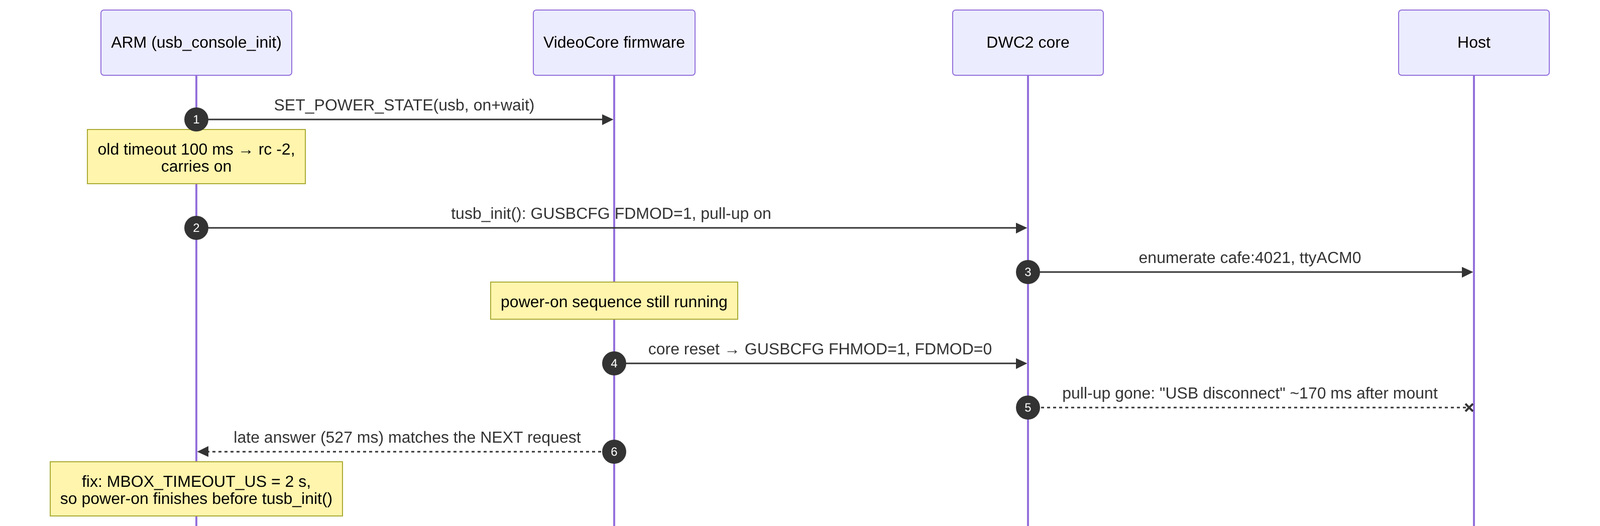 ARM (usb_console_init)
VideoCore firmware
DWC2 core
Host
SET_POWER_STATE(usb, on+wait)
1
old timeout 100 ms → rc -2,
carries on
tusb_init(): GUSBCFG FDMOD=1, pull-up on
2
enumerate cafe:4021, ttyACM0
3
power-on sequence still running
core reset → GUSBCFG FHMOD=1, FDMOD=0
4
pull-up gone: "USB disconnect" ~170 ms after mount
5
late answer (527 ms) matches the NEXT request
6
fix: MBOX_TIMEOUT_US = 2 s,
so power-on finishes before tusb_init()